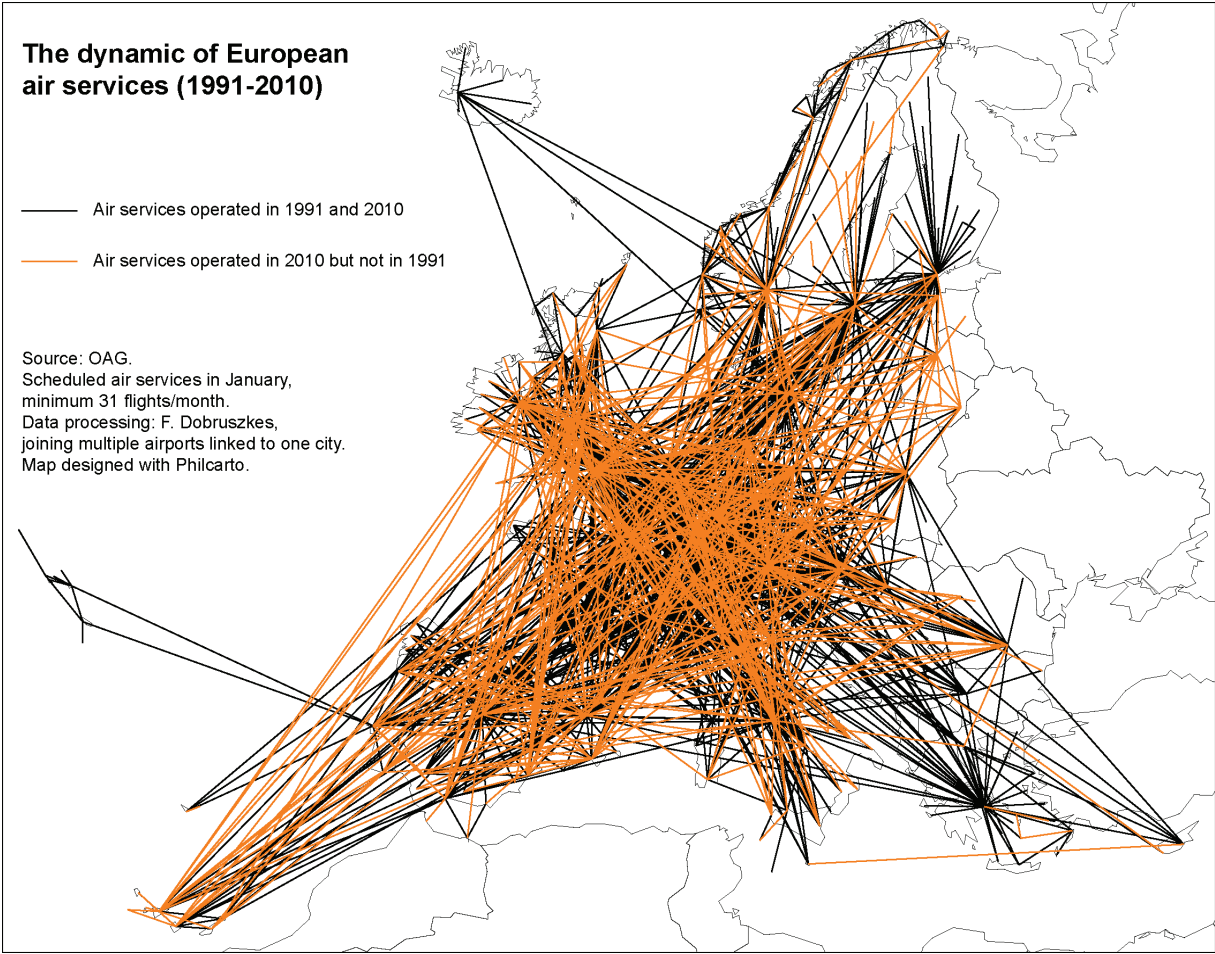 The dynamic of European
air services (1991-2010)
Air services operated in 1991 and 2010
Air services operated in 2010 but not in 1991
Source: OAG.
Scheduled air services in January,
minimum 31 flights/month.
Data processing: F. Dobruszkes,
joining multiple airports linked to one city.
Map designed with Philcarto.